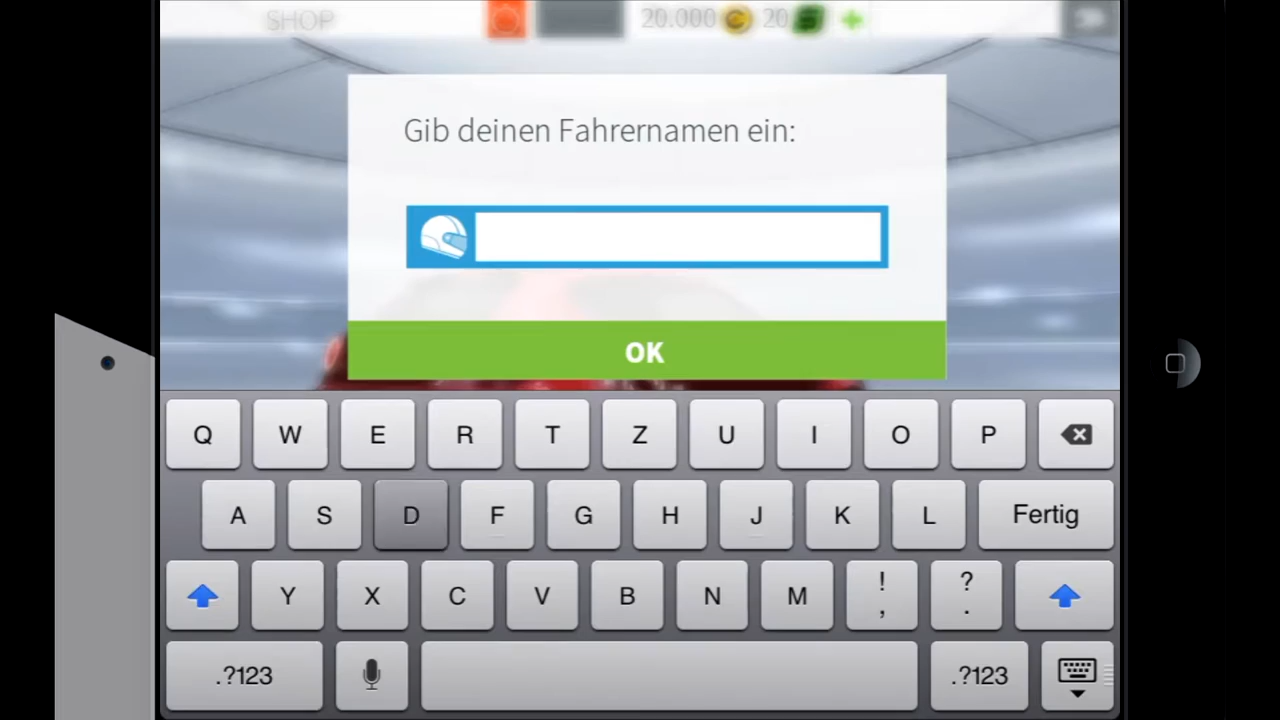 SHOP 20.000 20
Gib deinen Fahrernamen ein:
OK
Q W E R T Z U I O P
A S D F G H J K L Fertig
Y X C V B N M ! , ? .
.?123 .?123